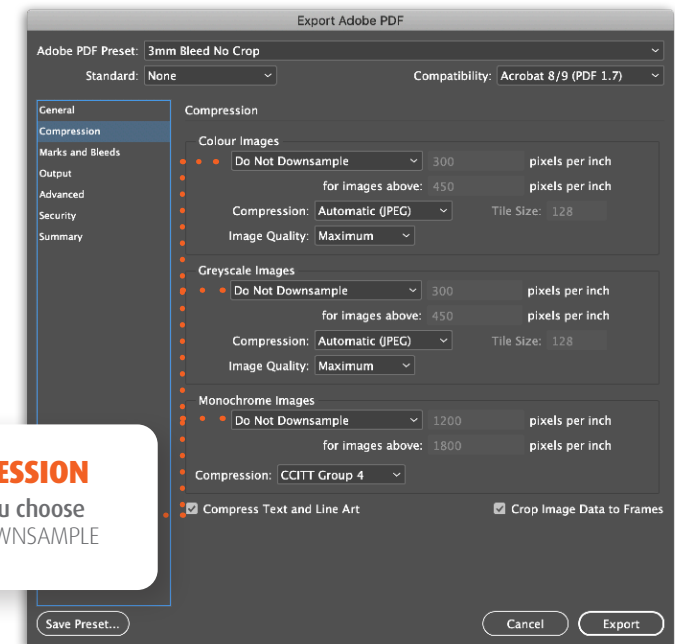 Export Adobe PDF
Adobe PDF Preset: 3mm Bleed No Crop
Standard: None Compatibility: Acrobat 8/9 (PDF 1.7)
General
Compression
Marks and Bleeds
Output
Advanced
Security
Summary
Compression
Colour Images
Do Not Downsample 300 pixels per inch
for images above: 450 pixels per inch
Compression: Automatic (JPEG) Tile Size: 128
Image Quality: Maximum
Greyscale Images
Do Not Downsample 300 pixels per inch
for images above: 450 pixels per inch
Compression: Automatic (JPEG) Tile Size: 128
Image Quality: Maximum
Monochrome Images
Do Not Downsample 1200 pixels per inch
for images above: 1800 pixels per inch
Compression: CCITT Group 4
Compress Text and Line Art Crop Image Data to Frames
ESSION
u choose
WNSAMPLE
Save Preset... Cancel Export